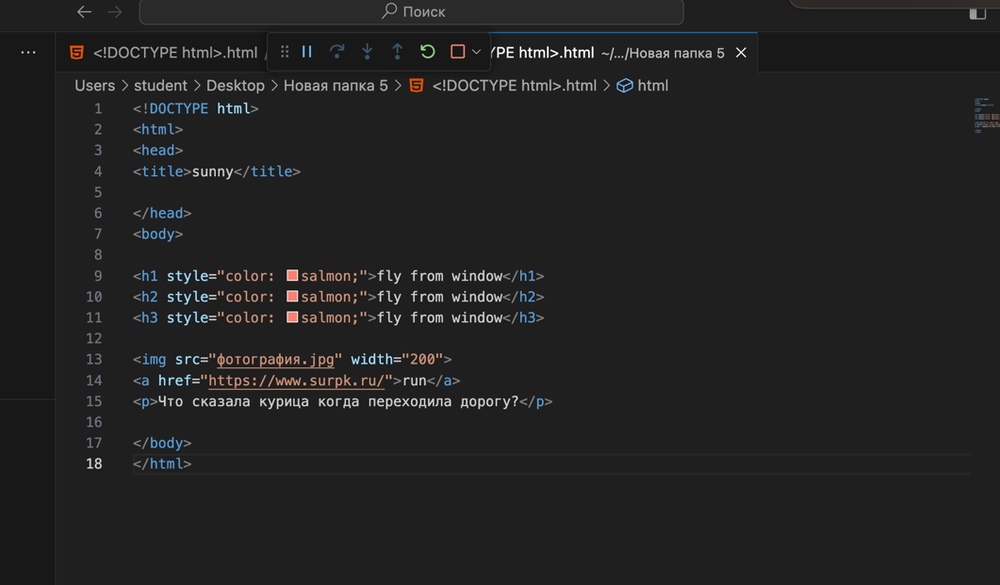 Поиск
<!DOCTYPE html>.html / YPE html>.html ~/.../Новая папка 5
Users > student > Desktop > Новая папка 5 > <!DOCTYPE html>.html > html
1 <!DOCTYPE html>
2 <html>
3 <head>
4 <title>sunny</title>
5
6 </head>
7 <body>
8
9 <h1 style="color: salmon;">fly from window</h1>
10 <h2 style="color: salmon;">fly from window</h2>
11 <h3 style="color: salmon;">fly from window</h3>
12
13 <img src="фотография.jpg" width="200">
14 <a href="https://www.surpk.ru/">run</a>
15 <p>Что сказала курица когда переходила дорогу?</p>
16
17 </body>
18 </html>